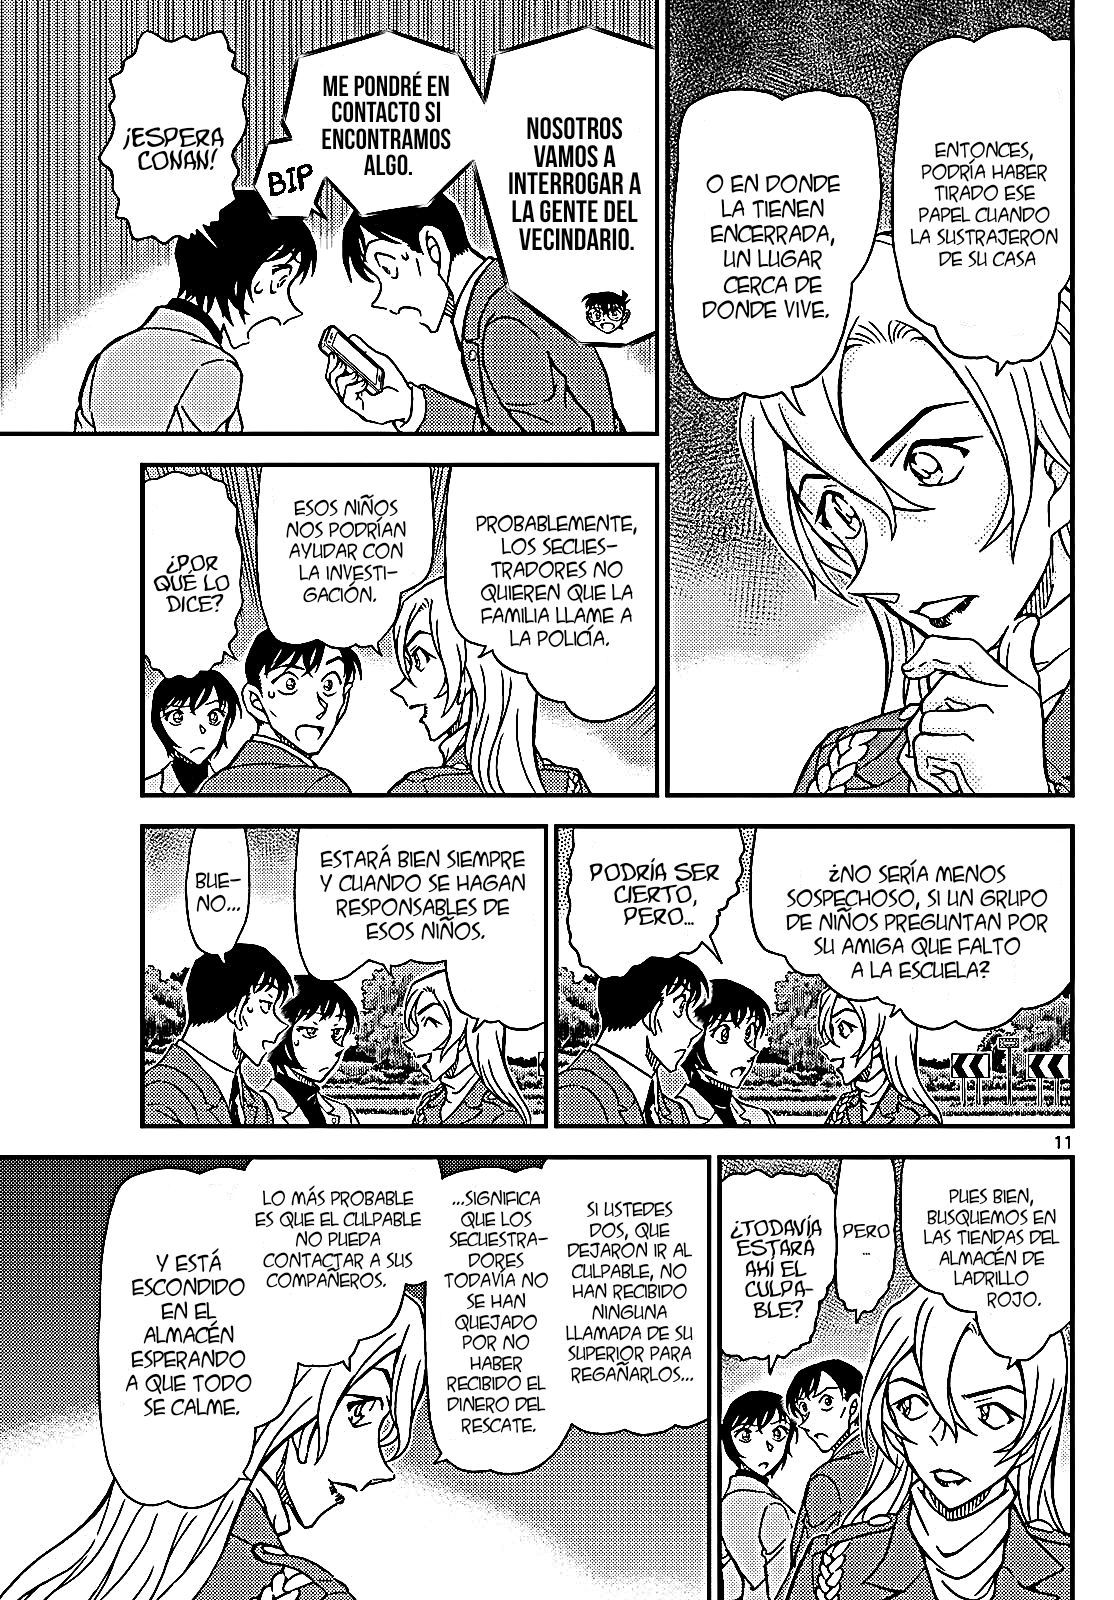 ENTONCES,
PODRÍA HABER
TIRADO ESE
PAPEL CUANDO
LA SUSTRAJERON
DE SU CASA
O EN DONDE
LA TIENEN
ENCERRADA,
UN LUGAR
CERCA DE
DONDE VIVE.
NOSOTROS
VAMOS A
INTERROGAR A
LA GENTE DEL
VECINDARIO.
ME PONDRÉ EN
CONTACTO SI
ENCONTRAMOS
ALGO.
BIP
¡ESPERA
CONAN!
PROBABLEMENTE,
LOS SECUES-
TRADORES NO
QUIEREN QUE LA
FAMILIA LLAME A
LA POLICÍA.
ESOS NIÑOS
NOS PODRÍAN
AYUDAR CON
LA INVESTI-
GACIÓN.
¿POR
QUÉ LO
DICE?
¿NO SERÍA MENOS
SOSPECHOSO, SI UN GRUPO
DE NIÑOS PREGUNTAN POR
SU AMIGA QUE FALTO
A LA ESCUELA?
PODRÍA SER
CIERTO,
PERO...
ESTARÁ BIEN SIEMPRE
Y CUANDO SE HAGAN
RESPONSABLES DE
ESOS NIÑOS.
BUE-
NO...
11
PUES BIEN,
BUSQUEMOS EN
LAS TIENDAS DEL
ALMACÉN DE
LADRILLO
ROJO.
PERO
...
¿TODAVÍA
ESTARÁ
AHÍ EL
CULPA-
BLE?
SI USTEDES
DOS, QUE
DEJARON IR AL
CULPABLE, NO
HAN RECIBIDO
NINGUNA
LLAMADA DE SU
SUPERIOR PARA
REGAÑARLOS...
...SIGNIFICA
QUE LOS
SECUESTRA-
DORES
TODAVÍA NO
SE HAN
QUEJADO
POR NO
HABER
RECIBIDO EL
DINERO DEL
RESCATE.
LO MÁS PROBABLE
ES QUE EL CULPABLE
NO PUEDA
CONTACTAR A SUS
COMPAÑEROS.
Y ESTÁ
ESCONDIDO
EN EL
ALMACÉN
ESPERANDO
A QUE TODO
SE CALME.